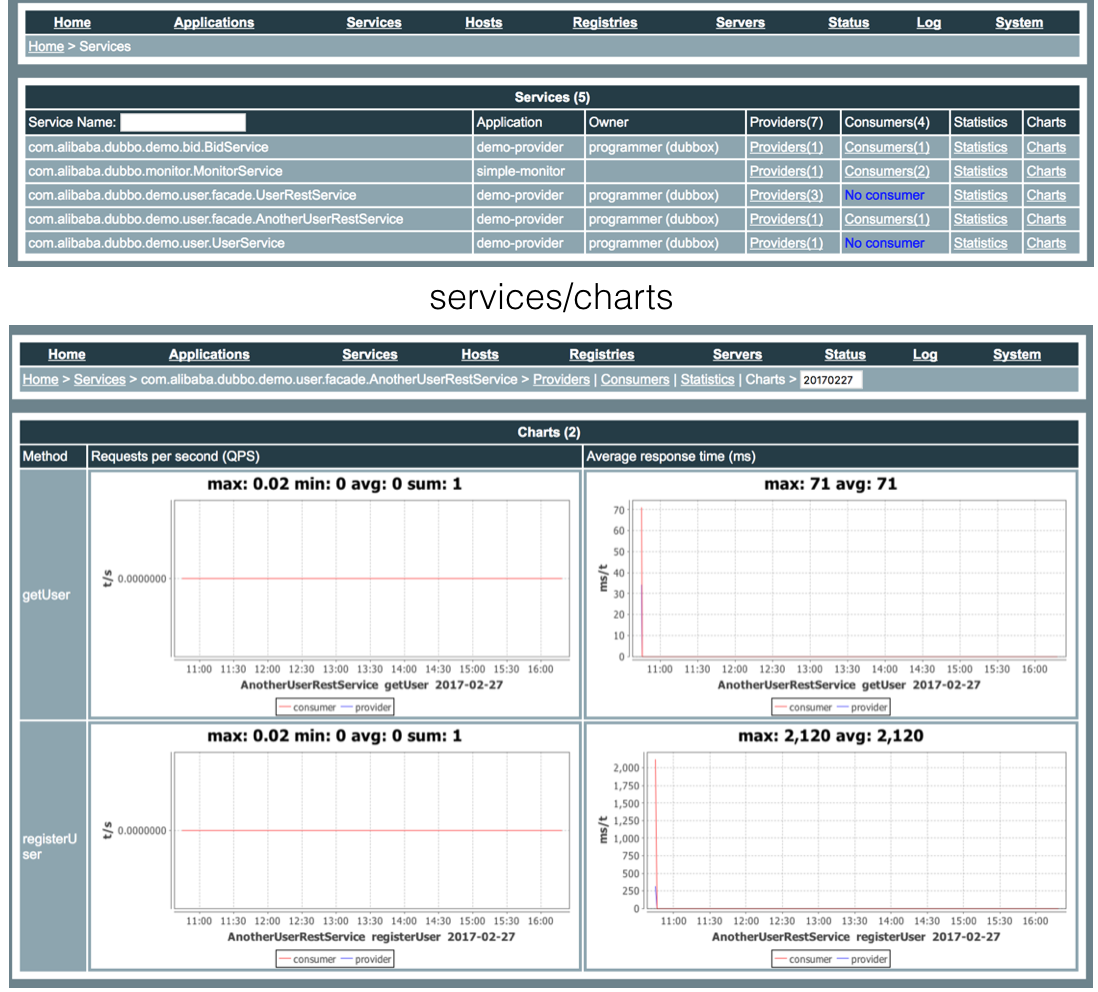 Home Applications Services Hosts Registries Servers Status Log System
Home > Services
Services (5)
Service Name: Application Owner Providers(7) Consumers(4) Statistics Charts
com.alibaba.dubbo.demo.bid.BidService demo-provider programmer (dubbox) Providers(1) Consumers(1) Statistics Charts
com.alibaba.dubbo.monitor.MonitorService simple-monitor Providers(1) Consumers(2) Statistics Charts
com.alibaba.dubbo.demo.user.facade.UserRestService demo-provider programmer (dubbox) Providers(3) No consumer Statistics Charts
com.alibaba.dubbo.demo.user.facade.AnotherUserRestService demo-provider programmer (dubbox) Providers(1) Consumers(1) Statistics Charts
com.alibaba.dubbo.demo.user.UserService demo-provider programmer (dubbox) Providers(1) No consumer Statistics Charts
services/charts
Home Applications Services Hosts Registries Servers Status Log System
Home > Services > com.alibaba.dubbo.demo.user.facade.AnotherUserRestService > Providers | Consumers | Statistics | Charts > 20170227
Charts (2)
Method Requests per second (QPS) Average response time (ms)
getUser
max: 0.02 min: 0 avg: 0 sum: 1
t/s
0.0000000
11:00 11:30 12:00 12:30 13:00 13:30 14:00 14:30 15:00 15:30 16:00
AnotherUserRestService getUser 2017-02-27
consumer provider
max: 71 avg: 71
ms/t
70
60
50
40
30
20
10
0
11:00 11:30 12:00 12:30 13:00 13:30 14:00 14:30 15:00 15:30 16:00
AnotherUserRestService getUser 2017-02-27
consumer provider
registerU
ser
max: 0.02 min: 0 avg: 0 sum: 1
t/s
0.0000000
11:00 11:30 12:00 12:30 13:00 13:30 14:00 14:30 15:00 15:30 16:00
AnotherUserRestService registerUser 2017-02-27
consumer provider
max: 2,120 avg: 2,120
ms/t
2,000
1,750
1,500
1,250
1,000
750
500
250
0
11:00 11:30 12:00 12:30 13:00 13:30 14:00 14:30 15:00 15:30 16:00
AnotherUserRestService registerUser 2017-02-27
consumer provider